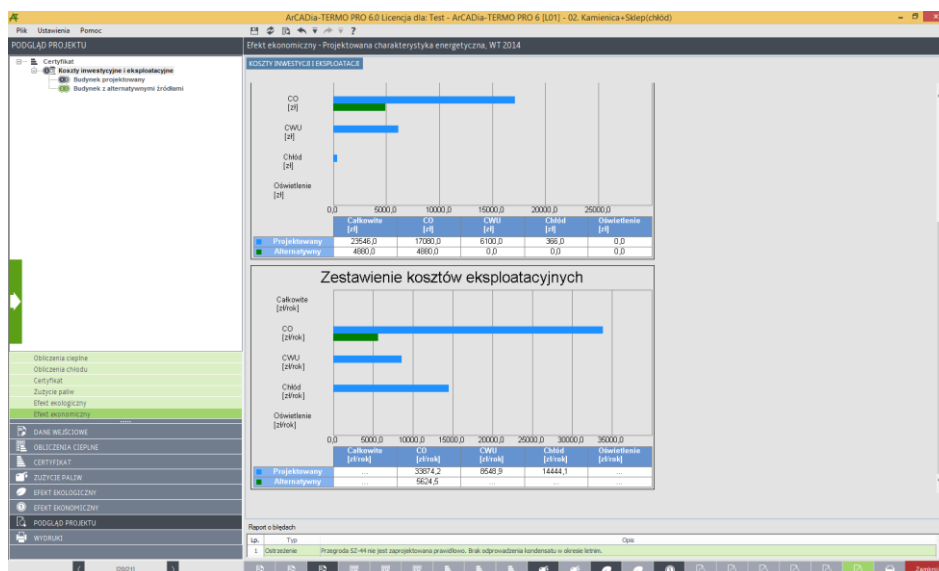 ArCADia-TERMO PRO 6.0 Licencja dla: Test - ArCADia-TERMO PRO 6 [L01] - 02. Kamienica+Sklep(chłód)
Plik Ustawienia Pomoc
PODGLĄD PROJEKTU
Efekt ekonomiczny - Projektowana charakterystyka energetyczna, WT 2014
Certyfikat
Koszty inwestycyjne i eksploatacyjne
Budynek projektowany
Budynek z alternatywnymi źródłami
KOSZTY INWESTYCJI I EKSPLOATACJI
CO
[zł]
CWU
[zł]
Chłód
[zł]
Oświetlenie
[zł]
0,0 5000,0 10000,0 15000,0 20000,0 25000,0
Całkowite CO CWU Chłód Oświetlenie
[zł] [zł] [zł] [zł] [zł]
Projektowany 23546,0 17080,0 6100,0 366,0 0,0
Alternatywny 4880,0 4880,0 0,0 0,0 0,0
Zestawienie kosztów eksploatacyjnych
Całkowite
[zł/rok]
CO
[zł/rok]
CWU
[zł/rok]
Chłód
[zł/rok]
Oświetlenie
[zł/rok]
0,0 5000,0 10000,0 15000,0 20000,0 25000,0 30000,0 35000,0
Całkowite CO CWU Chłód Oświetlenie
[zł/rok] [zł/rok] [zł/rok] [zł/rok] [zł/rok]
Projektowany ... 33874,2 8548,9 14444,1 ...
Alternatywny ... 5624,5 ... ... ...
Obliczenia cieplne
Obliczenia chłodu
Certyfikat
Zużycie paliw
Efekt ekologiczny
Efekt ekonomiczny
DANE WEJŚCIOWE
OBLICZENIA CIEPLNE
CERTYFIKAT
ZUŻYCIE PALIW
EFEKT EKOLOGICZNY
EFEKT EKONOMICZNY
PODGLĄD PROJEKTU
WYDRUKI
Raport o błędach
Lp. Typ Opis
1 Ostrzeżenie Przegroda SZ-44 nie jest zaprojektowana prawidłowo. Brak odprowadzenia kondensatu w okresie letnim.